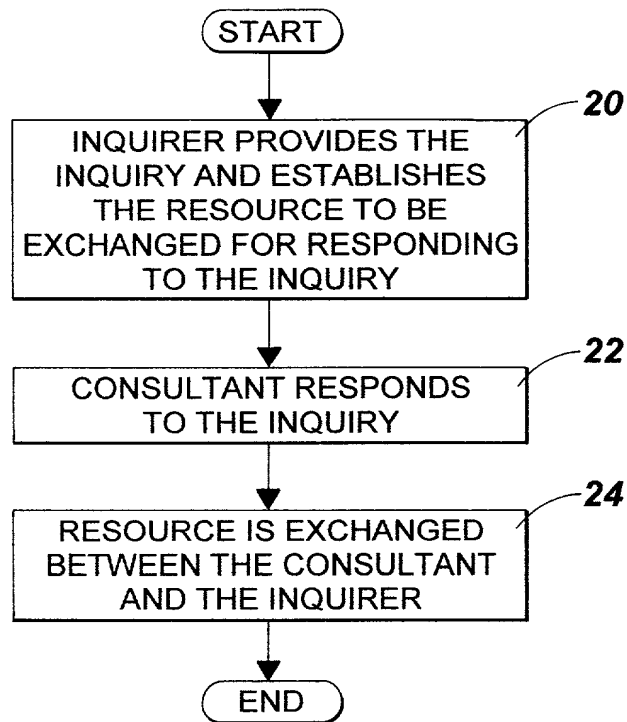 START
20
INQUIRER PROVIDES THE
INQUIRY AND ESTABLISHES
THE RESOURCE TO BE
EXCHANGED FOR RESPONDING
TO THE INQUIRY
22
CONSULTANT RESPONDS
TO THE INQUIRY
24
RESOURCE IS EXCHANGED
BETWEEN THE CONSULTANT
AND THE INQUIRER
END